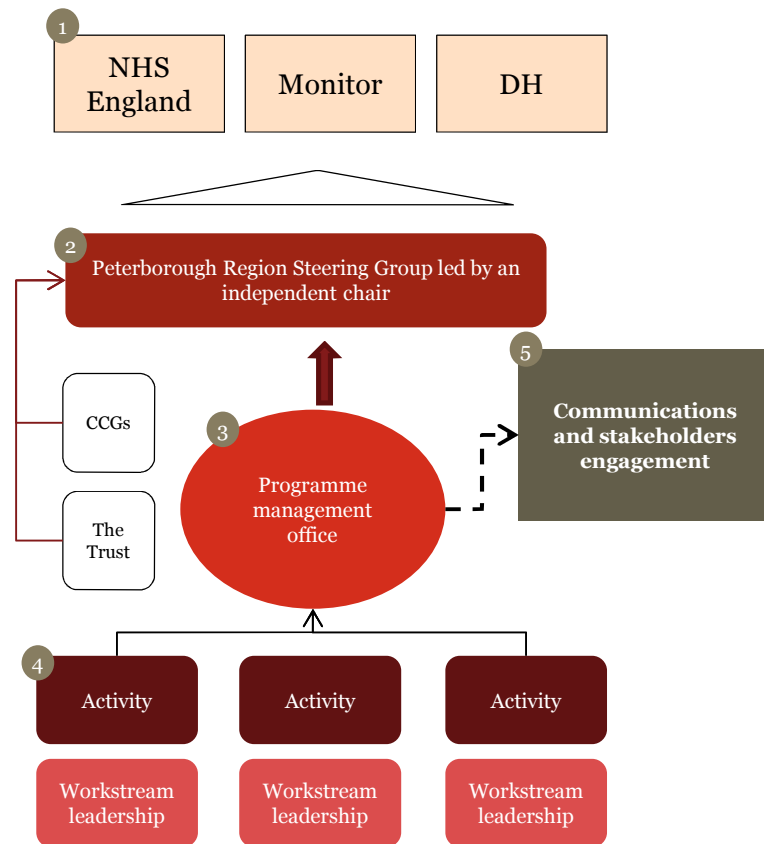 1
NHS
England
Monitor
DH
2
Peterborough Region Steering Group led by an
independent chair
5
Communications
and stakeholders
engagement
CCGs
3
Programme
management
office
The
Trust
4
Activity
Activity
Activity
Workstream
leadership
Workstream
leadership
Workstream
leadership